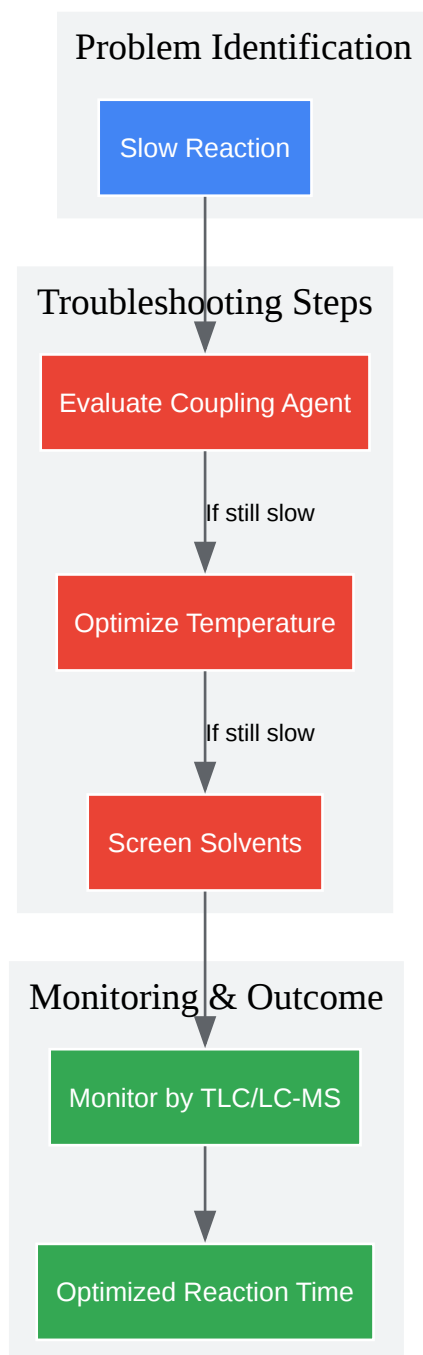 Problem Identification
Slow Reaction
Troubleshooting Steps
Evaluate Coupling Agent
If still slow
Optimize Temperature
If still slow
Screen Solvents
Monitoring & Outcome
Monitor by TLC/LC-MS
Optimized Reaction Time